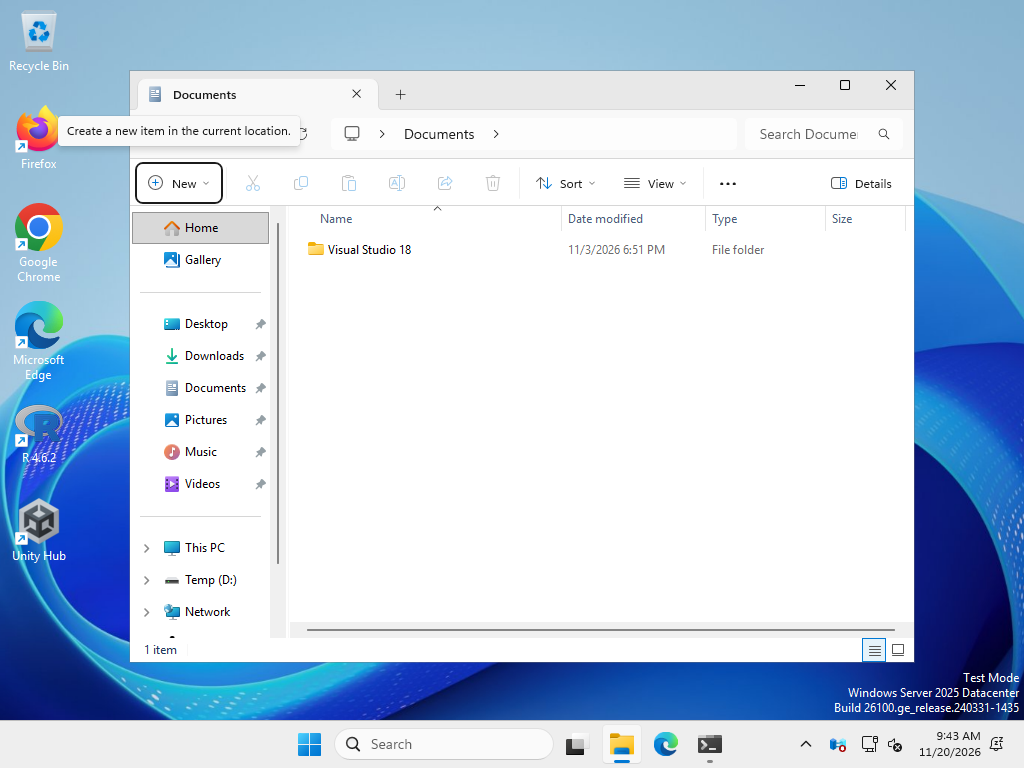 Recycle Bin
Firefox
Google
Chrome
Microsoft
Edge
R 4.6.2
Unity Hub
Documents
Create a new item in the current location.
Documents
Search Docume
New
Sort
View
Details
Name
Date modified
Type
Size
Visual Studio 18
11/3/2026 6:51 PM
File folder
Home
Gallery
Desktop
Downloads
Documents
Pictures
Music
Videos
This PC
Temp (D:)
Network
1 item
Test Mode
Windows Server 2025 Datacenter
Build 26100.ge_release.240331-1435
Search
9:43 AM
11/20/2026